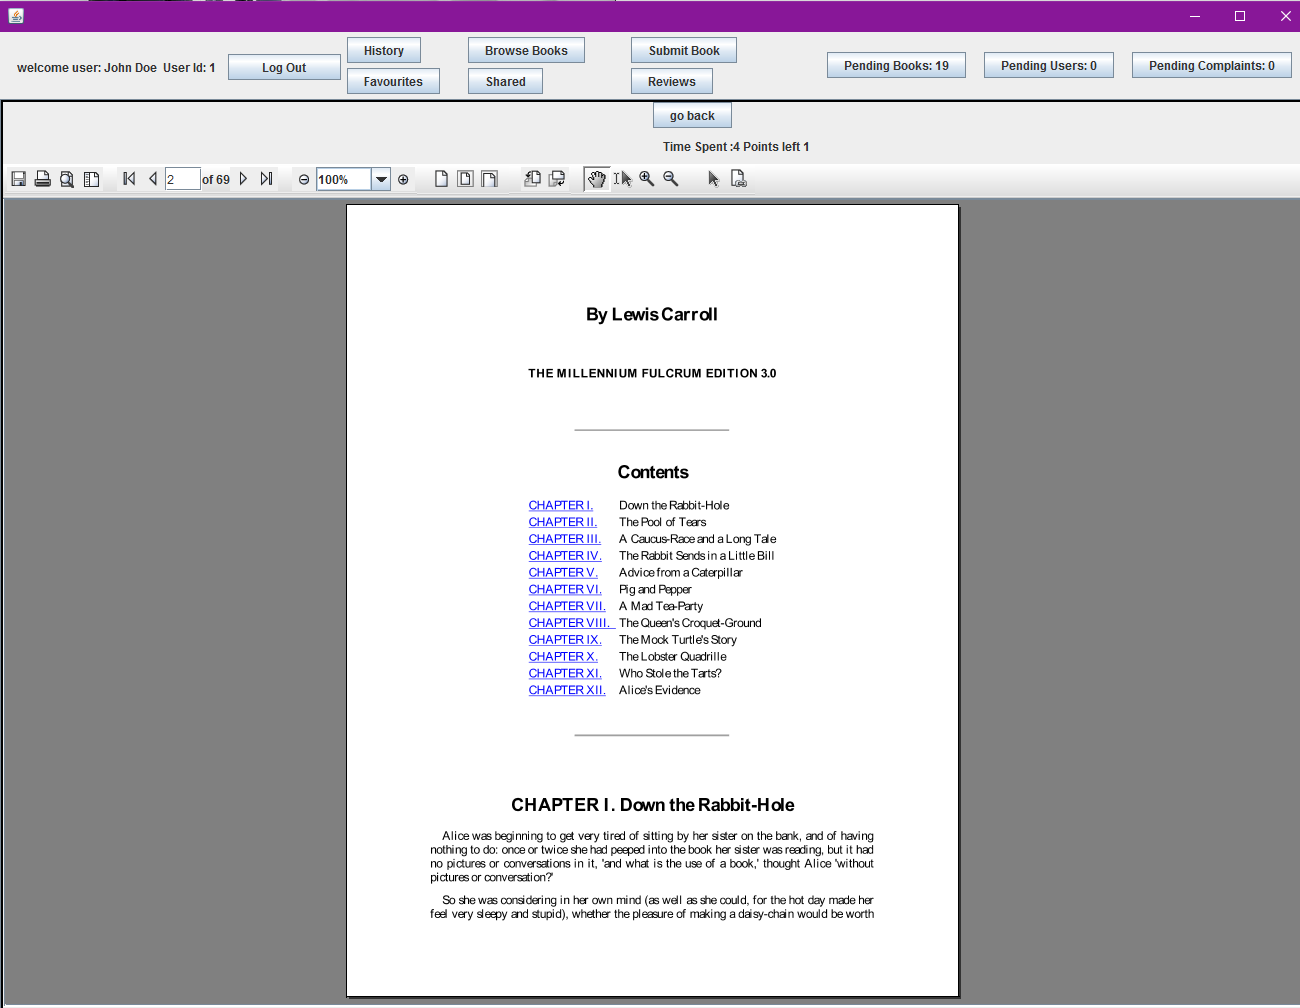 welcome user: John Doe  User Id: 1
Log Out
History
Favourites
Browse Books
Shared
Submit Book
Reviews
Pending Books: 19
Pending Users: 0
Pending Complaints: 0
go back
Time Spent :4 Points left 1
2 of 69
100%
By Lewis Carroll
THE MILLENNIUM FULCRUM EDITION 3.0
Contents
CHAPTER I. Down the Rabbit-Hole
CHAPTER II. The Pool of Tears
CHAPTER III. A Caucus-Race and a Long Tale
CHAPTER IV. The Rabbit Sends in a Little Bill
CHAPTER V. Advice from a Caterpillar
CHAPTER VI. Pig and Pepper
CHAPTER VII. A Mad Tea-Party
CHAPTER VIII. The Queen's Croquet-Ground
CHAPTER IX. The Mock Turtle's Story
CHAPTER X. The Lobster Quadrille
CHAPTER XI. Who Stole the Tarts?
CHAPTER XII. Alice's Evidence
CHAPTER I. Down the Rabbit-Hole
Alice was beginning to get very tired of sitting by her sister on the bank, and of having
nothing to do: once or twice she had peeped into the book her sister was reading, but it had
no pictures or conversations in it, 'and what is the use of a book,' thought Alice 'without
pictures or conversation?'
So she was considering in her own mind (as well as she could, for the hot day made her
feel very sleepy and stupid), whether the pleasure of making a daisy-chain would be worth